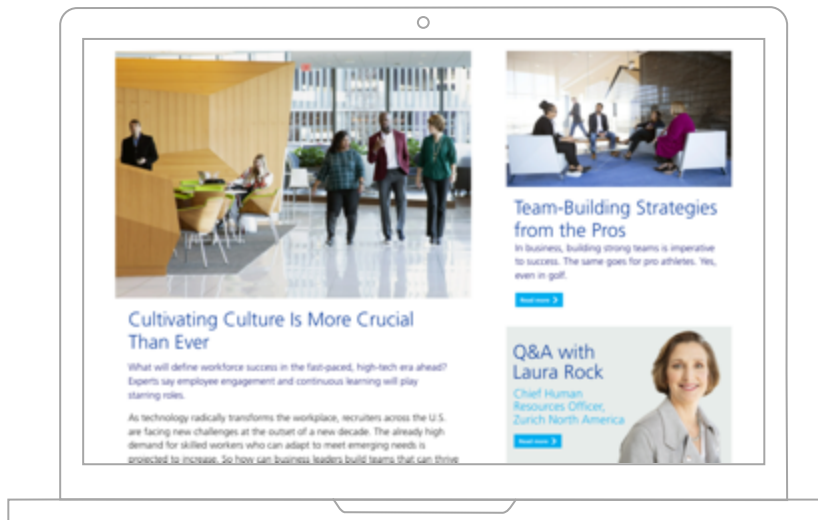 Cultivating Culture Is More Crucial
Than Ever
What will define workforce success in the fast-paced, high-tech era ahead?
Experts say employee engagement and continuous learning will play
starring roles.
As technology radically transforms the workplace, recruiters across the U.S.
are facing new challenges at the outset of a new decade. The already high
demand for skilled workers who can adapt to meet emerging needs is
projected to increase. So how can business leaders build teams that can thrive
Team-Building Strategies
from the Pros
In business, building strong teams is imperative
to success. The same goes for pro athletes. Yes,
even in golf.
Read more
Q&A with
Laura Rock
Chief Human
Resources Officer,
Zurich North America
Read more